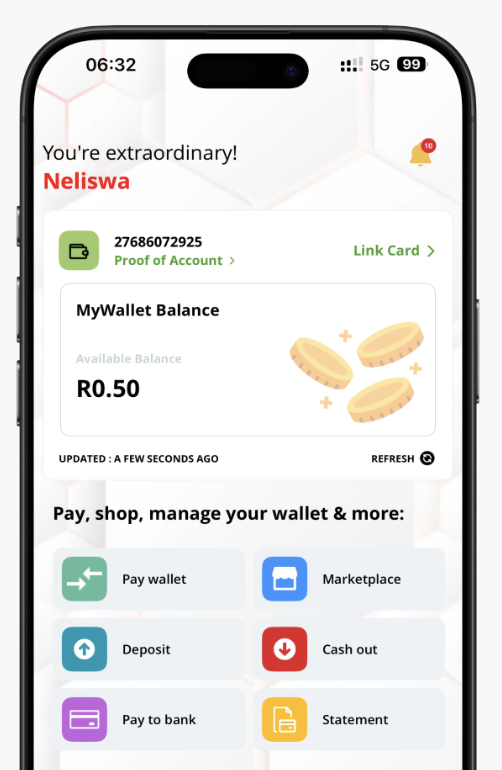 06:32
5G 99
10
You're extraordinary!
Neliswa
27686072925
Proof of Account >
Link Card >
MyWallet Balance
Available Balance
R0.50
UPDATED : A FEW SECONDS AGO
REFRESH
Pay, shop, manage your wallet & more:
Pay wallet
Marketplace
Deposit
Cash out
Pay to bank
Statement